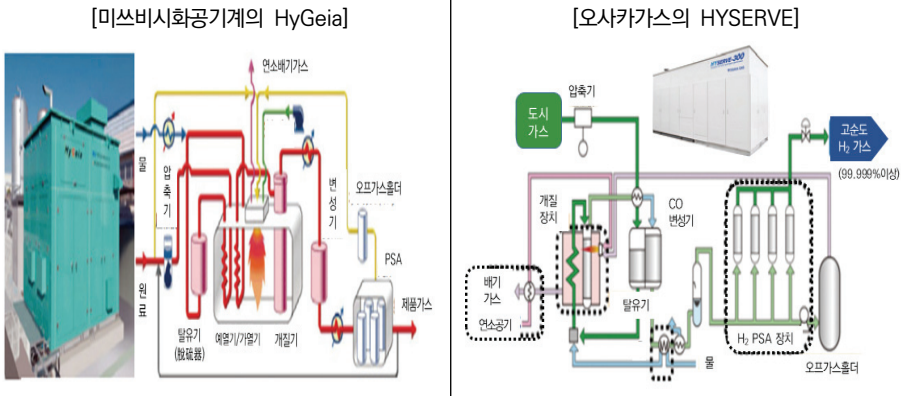 [미쓰비시화공기계의 HyGeia]
HyGeia
연소배기가스
물
압축기
원료
탈유기
(脫硫器)
예열기/가열기
개질기
변성기
오프가스홀더
PSA
제품가스
[오사카가스의 HYSERVE]
HYSERVE-300
도시
가스
압축기
고순도
H₂ 가스
(99.999%이상)
개질
장치
CO
변성기
배기
가스
연소공기
탈유기
물
H₂ PSA 장치
오프가스홀더